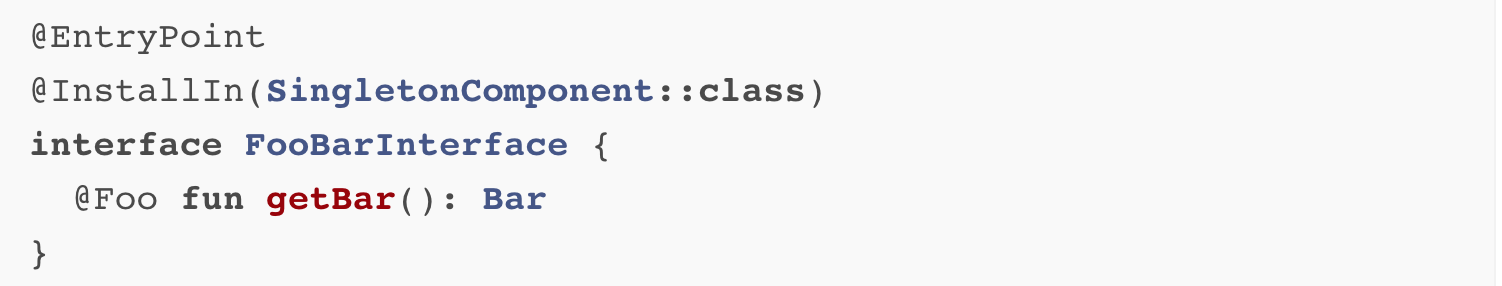 @EntryPoint
@InstallIn(SingletonComponent::class)
interface FooBarInterface {
  @Foo fun getBar(): Bar
}